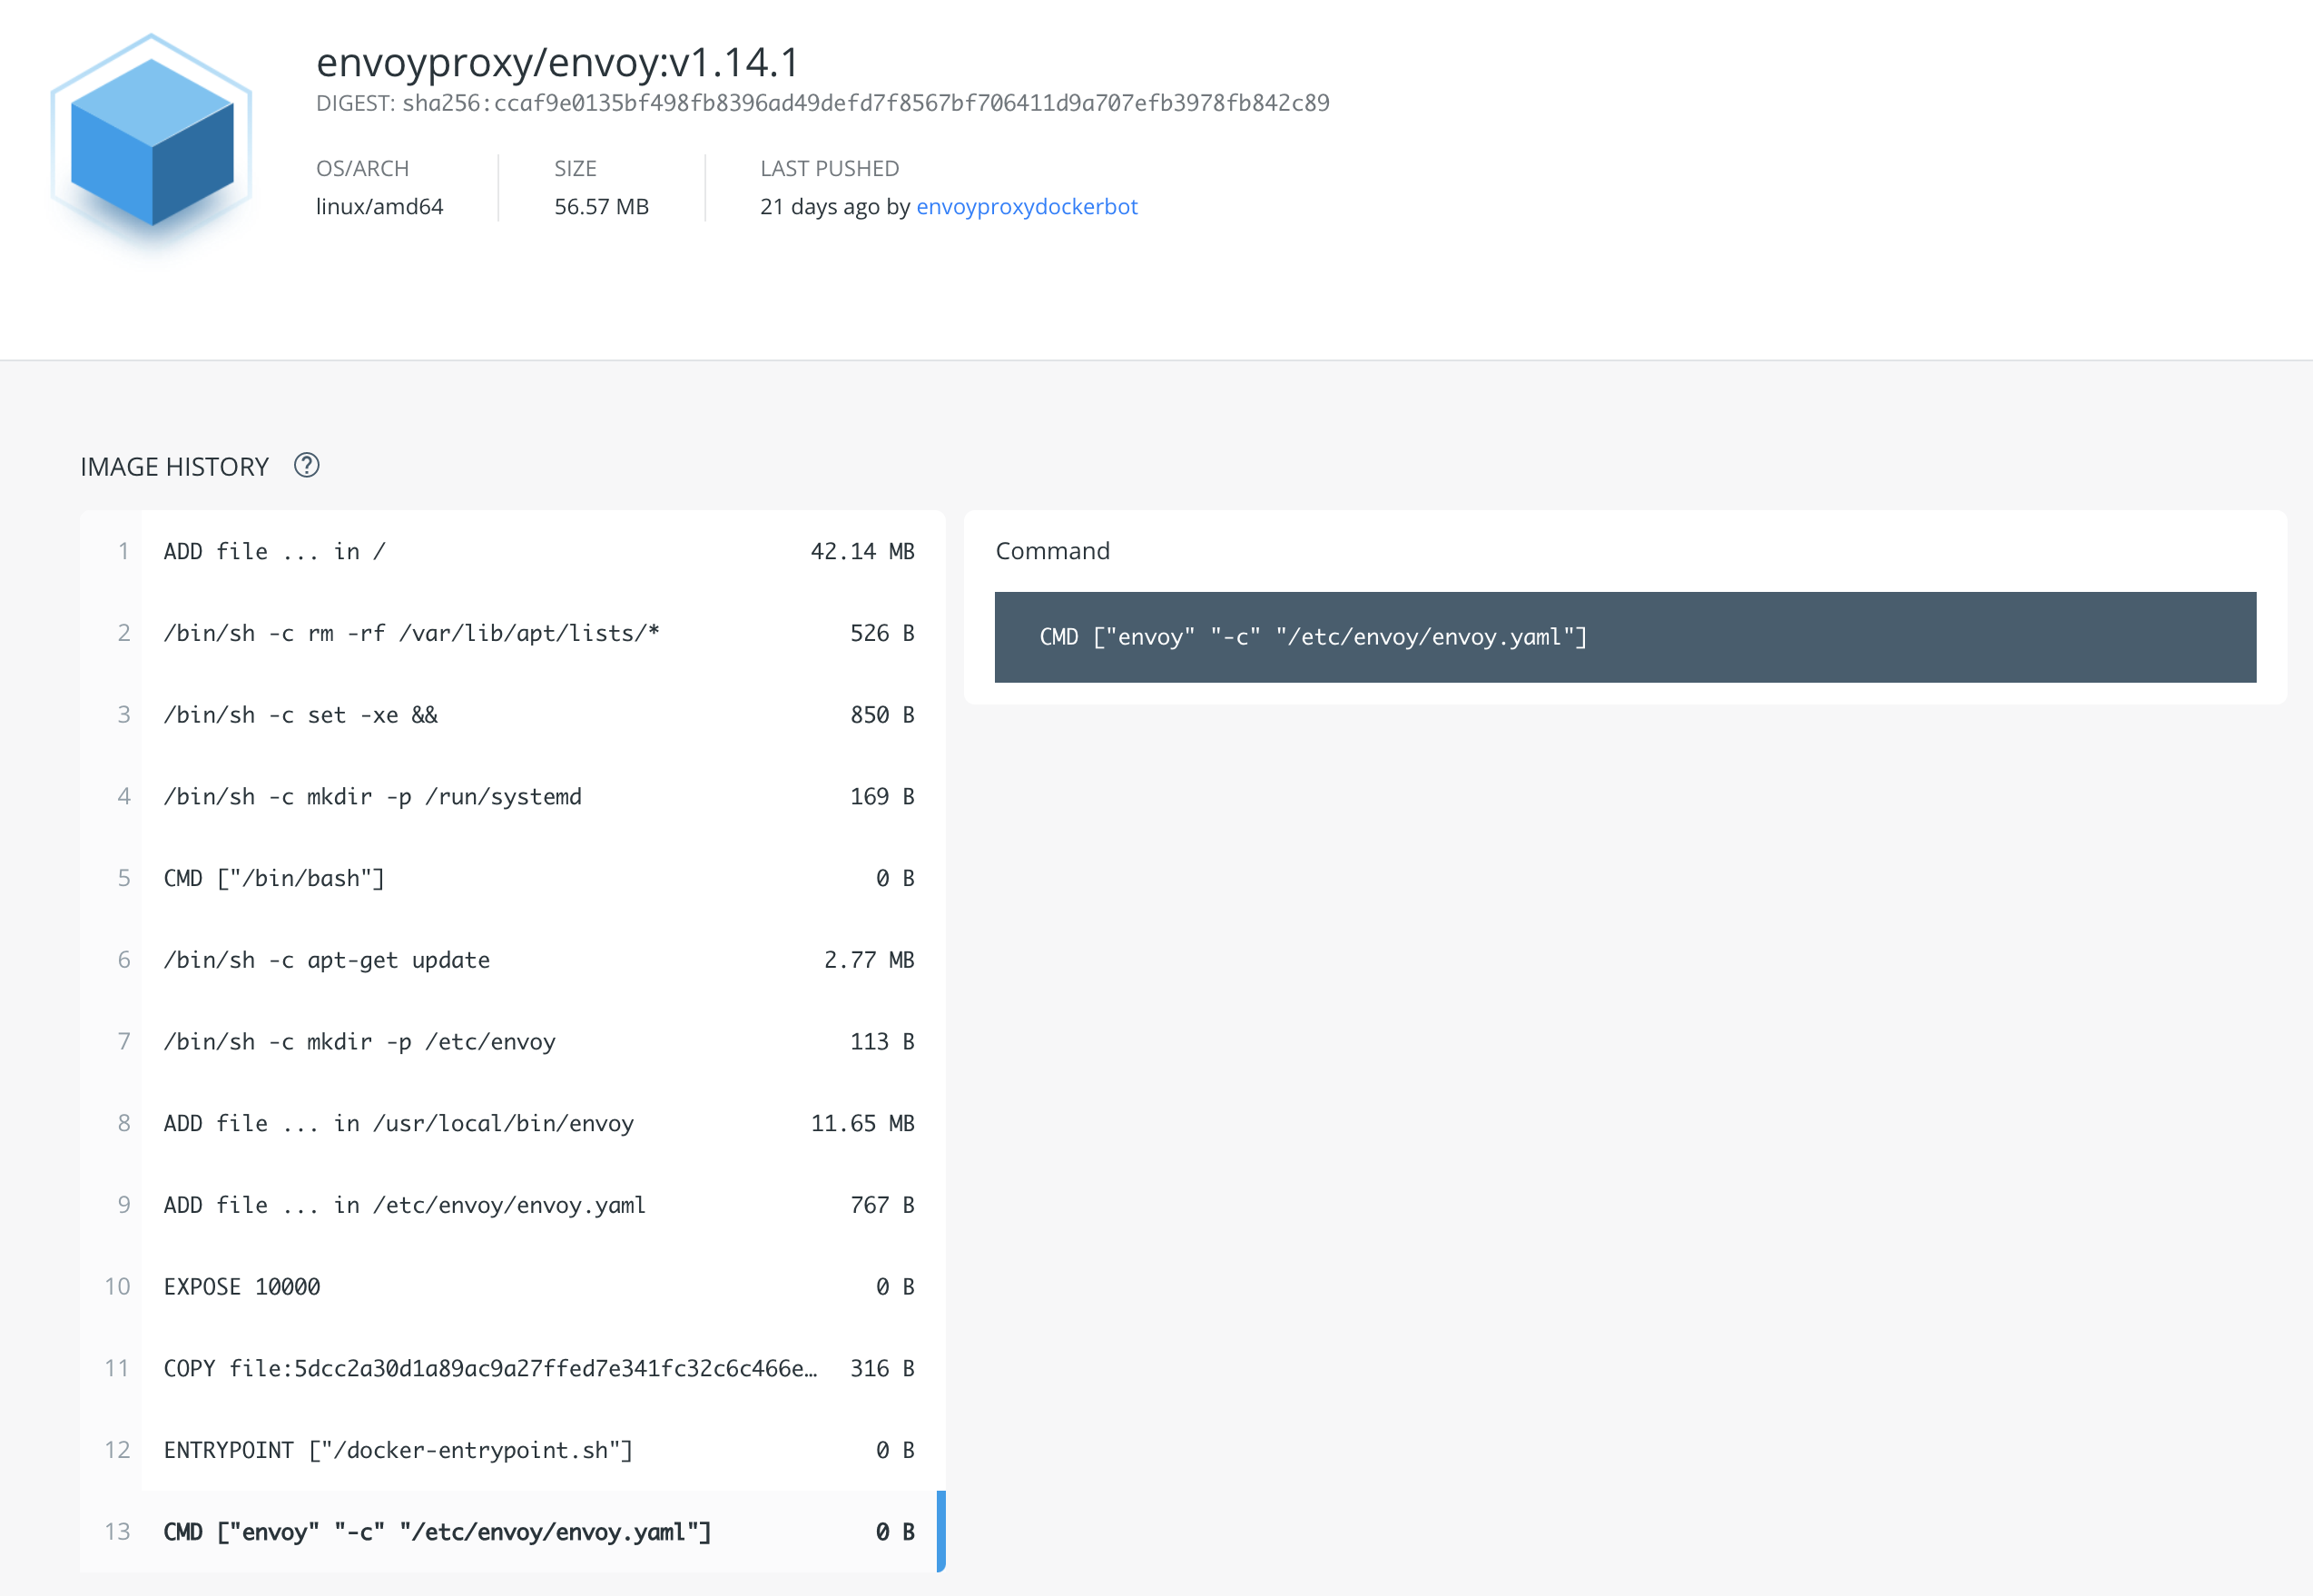 envoyproxy/envoy:v1.14.1
DIGEST: sha256:ccaf9e0135bf498fb8396ad49defd7f8567bf706411d9a707efb3978fb842c89
OS/ARCH SIZE LAST PUSHED
linux/amd64 56.57 MB 21 days ago by envoyproxydockerbot
IMAGE HISTORY ?
1 ADD file ... in / 42.14 MB
2 /bin/sh -c rm -rf /var/lib/apt/lists/* 526 B
3 /bin/sh -c set -xe && 850 B
4 /bin/sh -c mkdir -p /run/systemd 169 B
5 CMD ["/bin/bash"] 0 B
6 /bin/sh -c apt-get update 2.77 MB
7 /bin/sh -c mkdir -p /etc/envoy 113 B
8 ADD file ... in /usr/local/bin/envoy 11.65 MB
9 ADD file ... in /etc/envoy/envoy.yaml 767 B
10 EXPOSE 10000 0 B
11 COPY file:5dcc2a30d1a89ac9a27ffed7e341fc32c6c466e… 316 B
12 ENTRYPOINT ["/docker-entrypoint.sh"] 0 B
13 CMD ["envoy" "-c" "/etc/envoy/envoy.yaml"] 0 B
Command
CMD ["envoy" "-c" "/etc/envoy/envoy.yaml"]